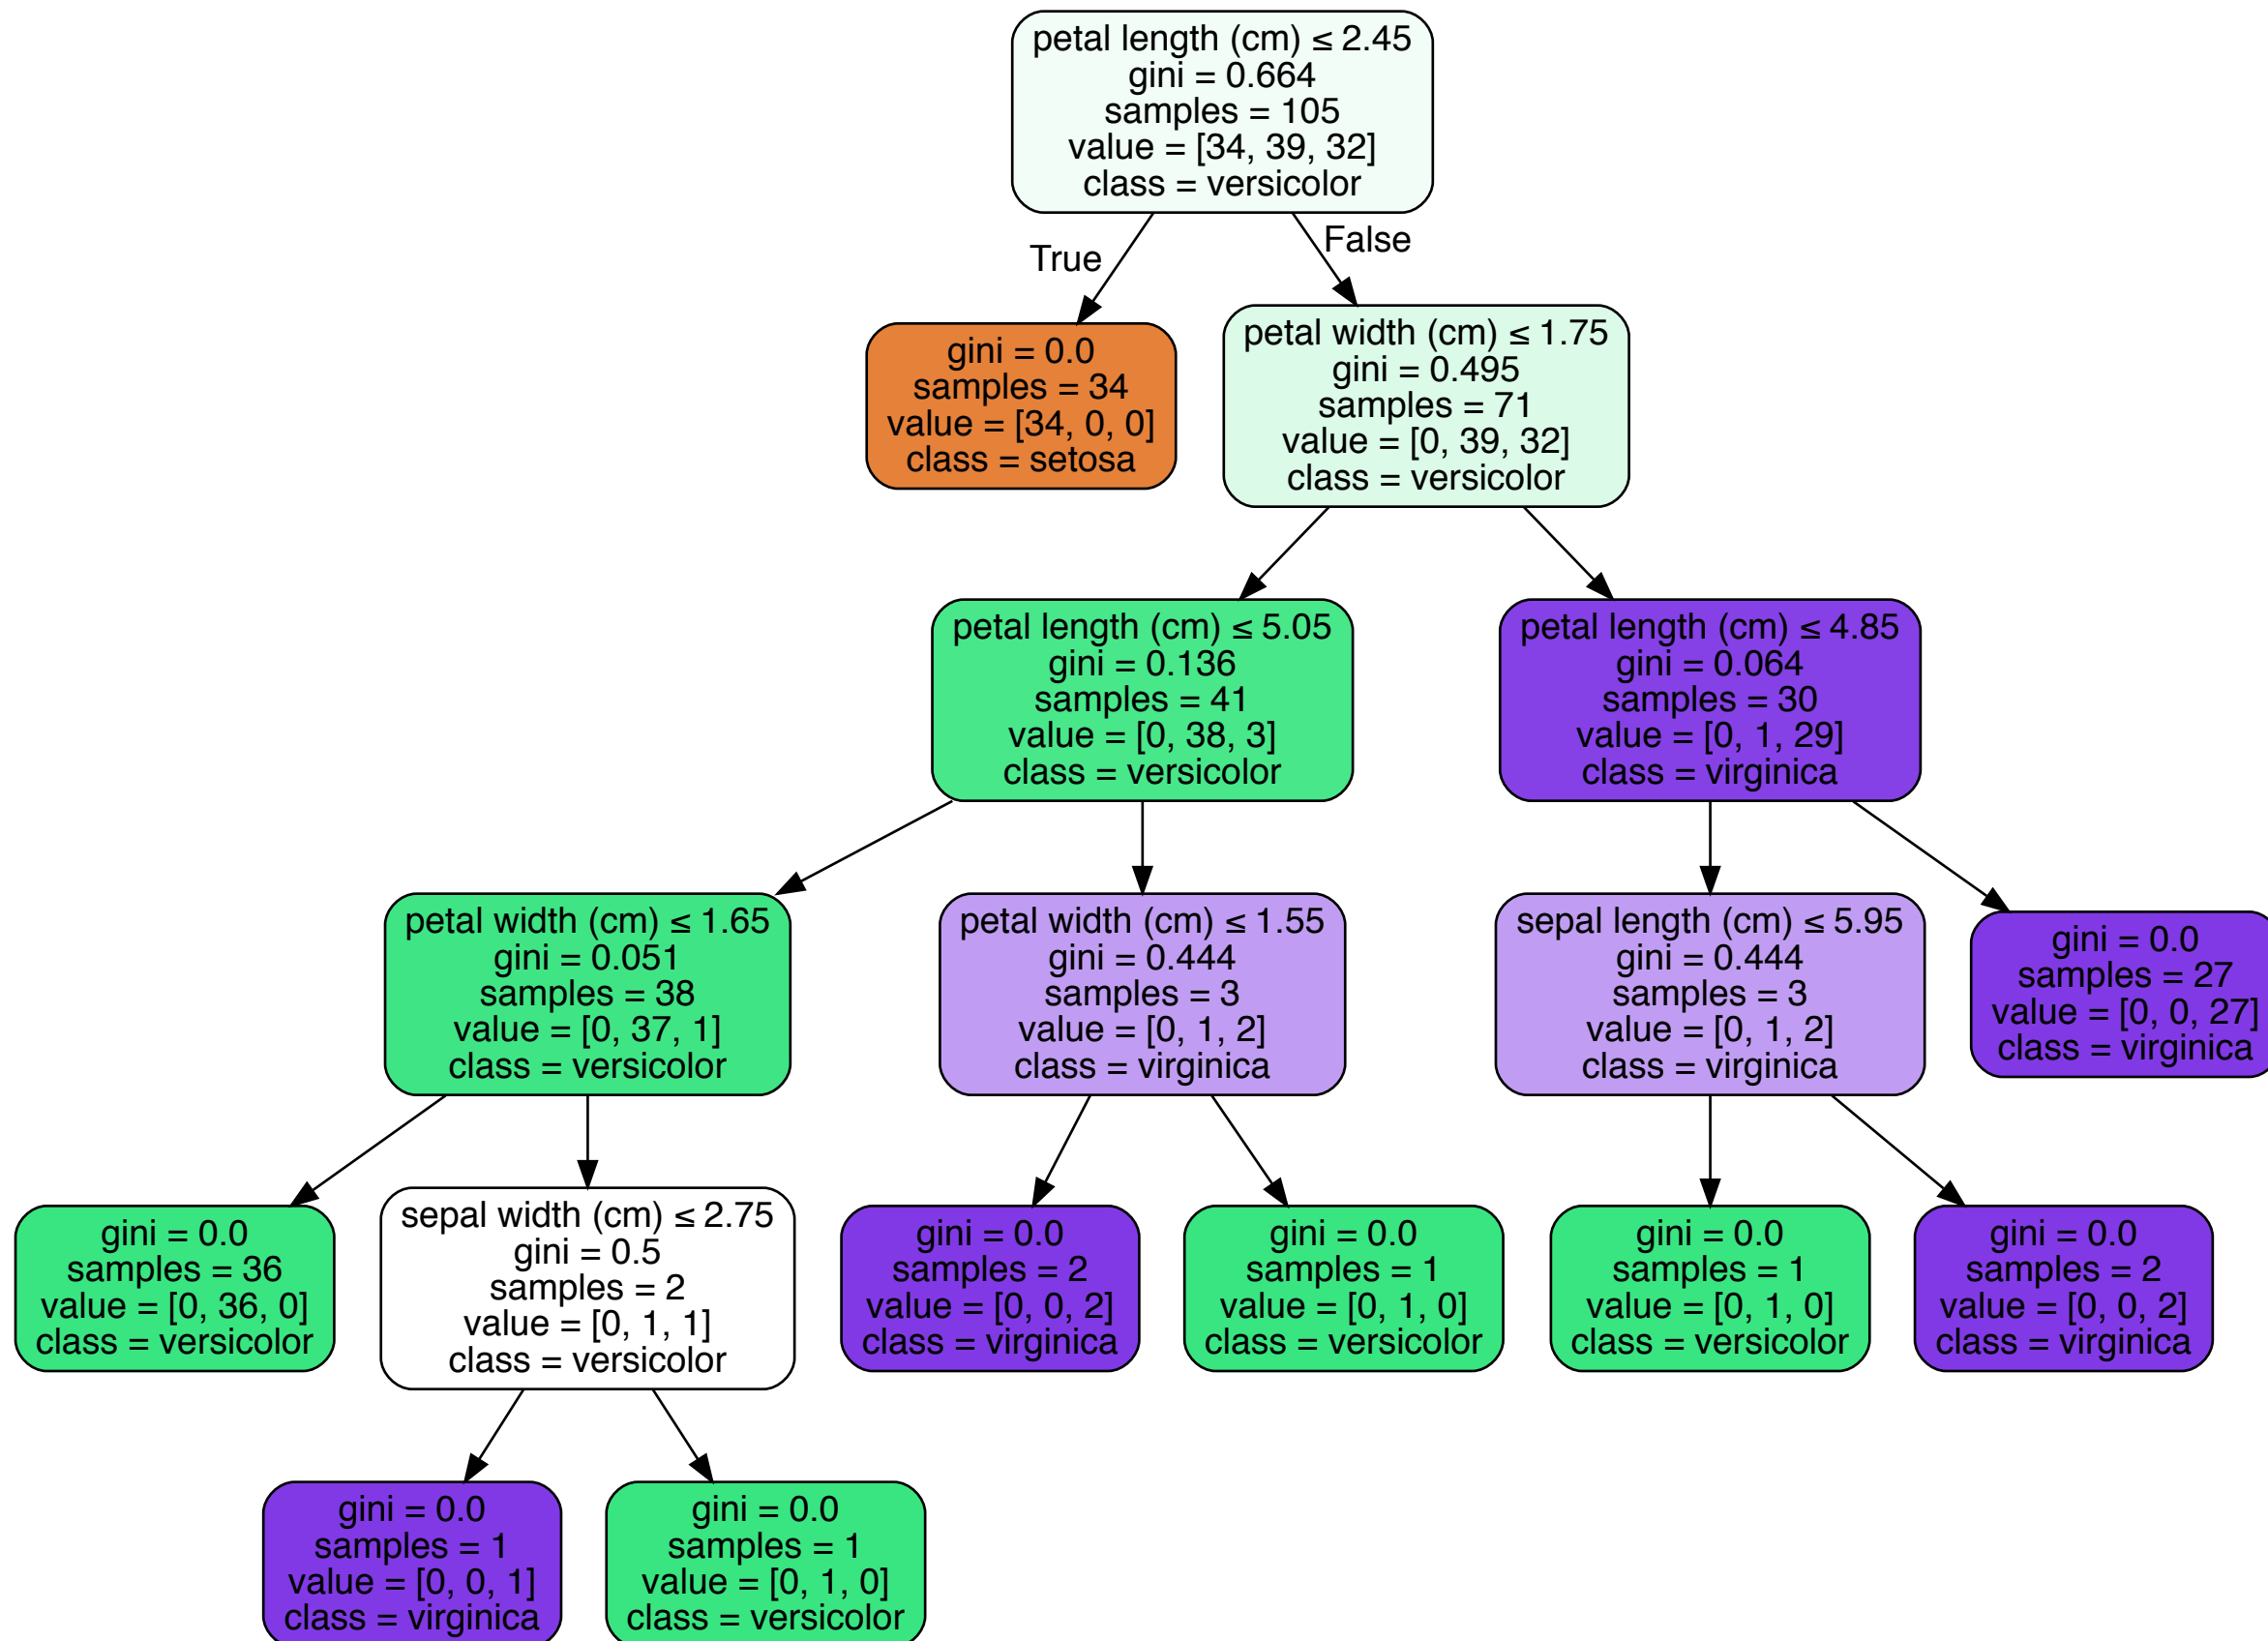 petal length (cm) ≤ 2.45
gini = 0.664
samples = 105
value = [34, 39, 32]
class = versicolor
True
False
gini = 0.0
samples = 34
value = [34, 0, 0]
class = setosa
petal width (cm) ≤ 1.75
gini = 0.495
samples = 71
value = [0, 39, 32]
class = versicolor
petal length (cm) ≤ 5.05
gini = 0.136
samples = 41
value = [0, 38, 3]
class = versicolor
petal length (cm) ≤ 4.85
gini = 0.064
samples = 30
value = [0, 1, 29]
class = virginica
petal width (cm) ≤ 1.65
gini = 0.051
samples = 38
value = [0, 37, 1]
class = versicolor
petal width (cm) ≤ 1.55
gini = 0.444
samples = 3
value = [0, 1, 2]
class = virginica
sepal length (cm) ≤ 5.95
gini = 0.444
samples = 3
value = [0, 1, 2]
class = virginica
gini = 0.0
samples = 27
value = [0, 0, 27]
class = virginica
gini = 0.0
samples = 36
value = [0, 36, 0]
class = versicolor
sepal width (cm) ≤ 2.75
gini = 0.5
samples = 2
value = [0, 1, 1]
class = versicolor
gini = 0.0
samples = 2
value = [0, 0, 2]
class = virginica
gini = 0.0
samples = 1
value = [0, 1, 0]
class = versicolor
gini = 0.0
samples = 1
value = [0, 1, 0]
class = versicolor
gini = 0.0
samples = 2
value = [0, 0, 2]
class = virginica
gini = 0.0
samples = 1
value = [0, 0, 1]
class = virginica
gini = 0.0
samples = 1
value = [0, 1, 0]
class = versicolor